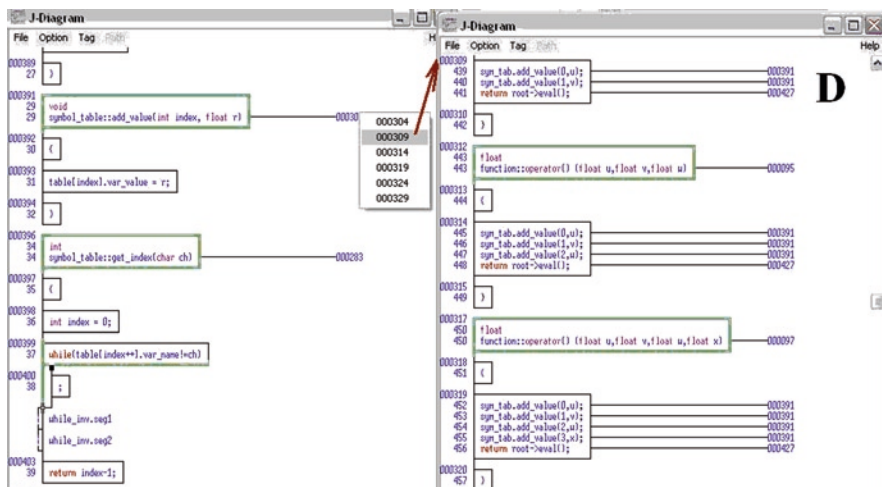 J-Diagram
File Option Tag Path
000389
27 }
000391
29 void
29 symbol_table::add_value(int index, float r)
000392
30 {
000393
31 table[index].var_value = r;
000394
32 }
000396
34 int
34 symbol_table::get_index(char ch) 000283
000397
35 {
000398
36 int index = 0;
000399
37 while(table[index++].var_name!=ch)
000400
38 ;
while_inv.seg1
while_inv.seg2
000403
39 return index-1;
000304
000309
000314
000319
000324
000329
J-Diagram
File Option Tag Path Help
D
000309
439 sym_tab.add_value(0,u); 000391
440 sym_tab.add_value(1,v); 000391
441 return root->eval(); 000427
000310
442 }
000312
443 float
443 function::operator() (float u,float v,float w) 000095
000313
444 {
000314
445 sym_tab.add_value(0,u); 000391
446 sym_tab.add_value(1,v); 000391
447 sym_tab.add_value(2,w); 000391
448 return root->eval(); 000427
000315
449 }
000317
450 float
450 function::operator() (float u,float v,float w,float x) 000097
000318
451 {
000319
452 sym_tab.add_value(0,u); 000391
453 sym_tab.add_value(1,v); 000391
454 sym_tab.add_value(2,w); 000391
455 sym_tab.add_value(3,x); 000391
456 return root->eval(); 000427
000320
457 }